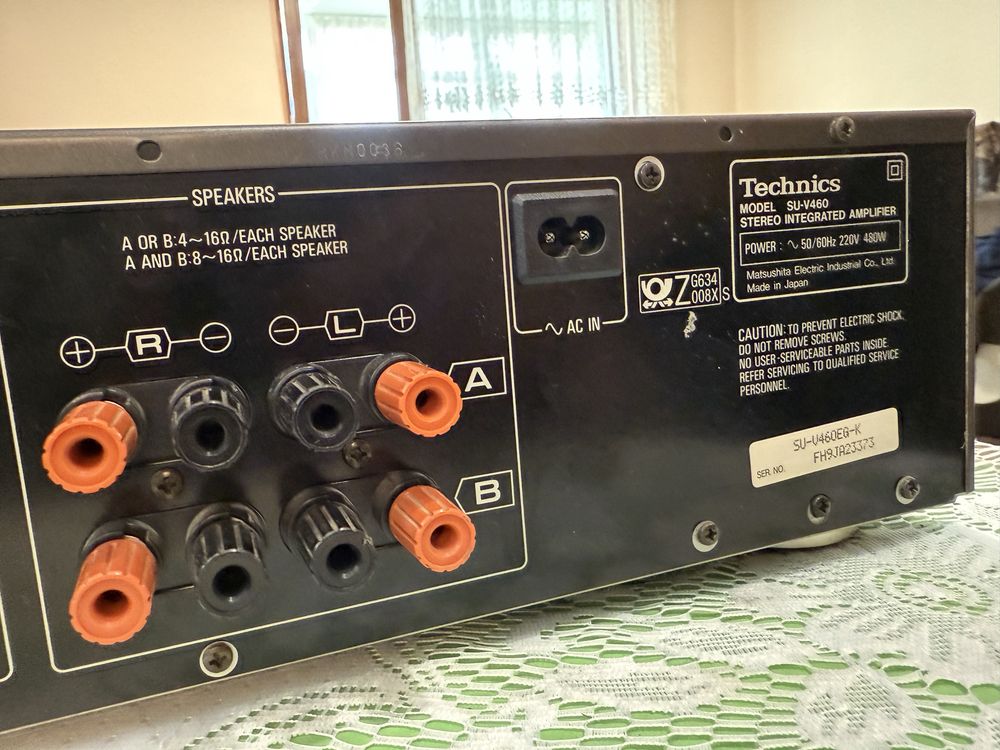 0036
SPEAKERS
A OR B:4~16Ω/EACH SPEAKER
A AND B:8~16Ω/EACH SPEAKER
+ R −
− L +
A
B
∿ AC IN
Z G634
008X S
Technics
MODEL SU-V460
STEREO INTEGRATED AMPLIFIER
POWER : ∿ 50/60Hz 220V 480W
Matsushita Electric Industrial Co., Ltd.
Made in Japan
CAUTION: TO PREVENT ELECTRIC SHOCK,
DO NOT REMOVE SCREWS.
NO USER-SERVICEABLE PARTS INSIDE.
REFER SERVICING TO QUALIFIED SERVICE
PERSONNEL.
SU-V460EG-K
SER. NO. FH9JA23373